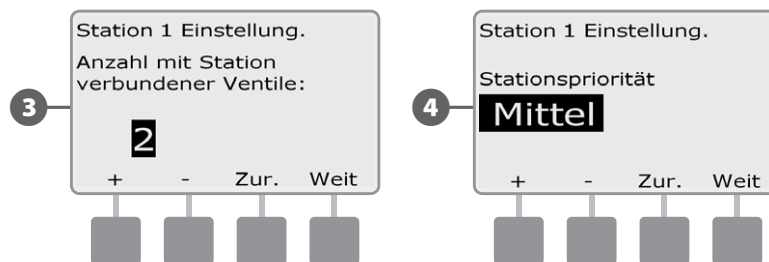 3
Station 1 Einstellung.
Anzahl mit Station
verbundener Ventile:
2
+ - Zur. Weit
4
Station 1 Einstellung.
Stationspriorität
Mittel
+ - Zur. Weit